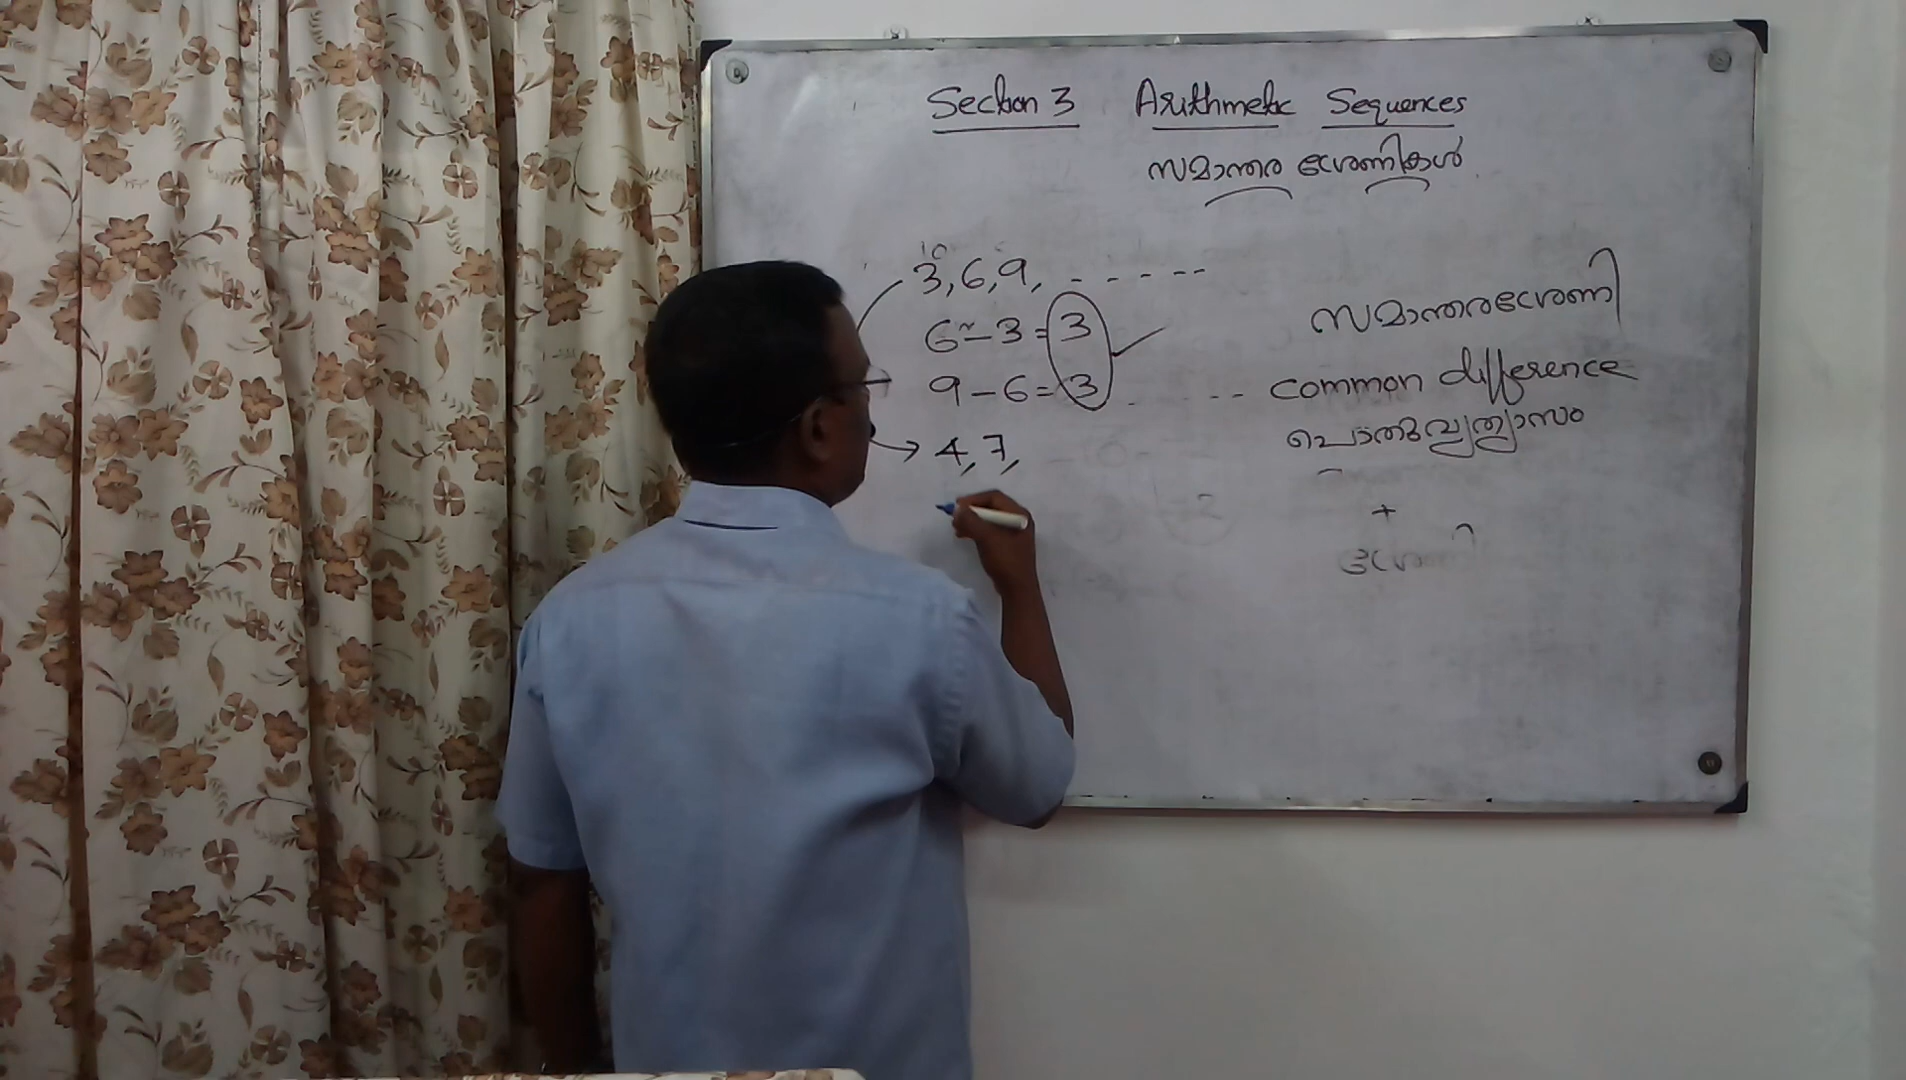 Section 3 Arithmetic Sequences
സമാന്തര ശ്രേണികൾ
3, 6, 9, - - - - -
6 - 3 = 3
9 - 6 = 3 - - - - -
4, 7,
സമാന്തരശ്രേണി
common difference
പൊതുവ്യത്യാസം
+